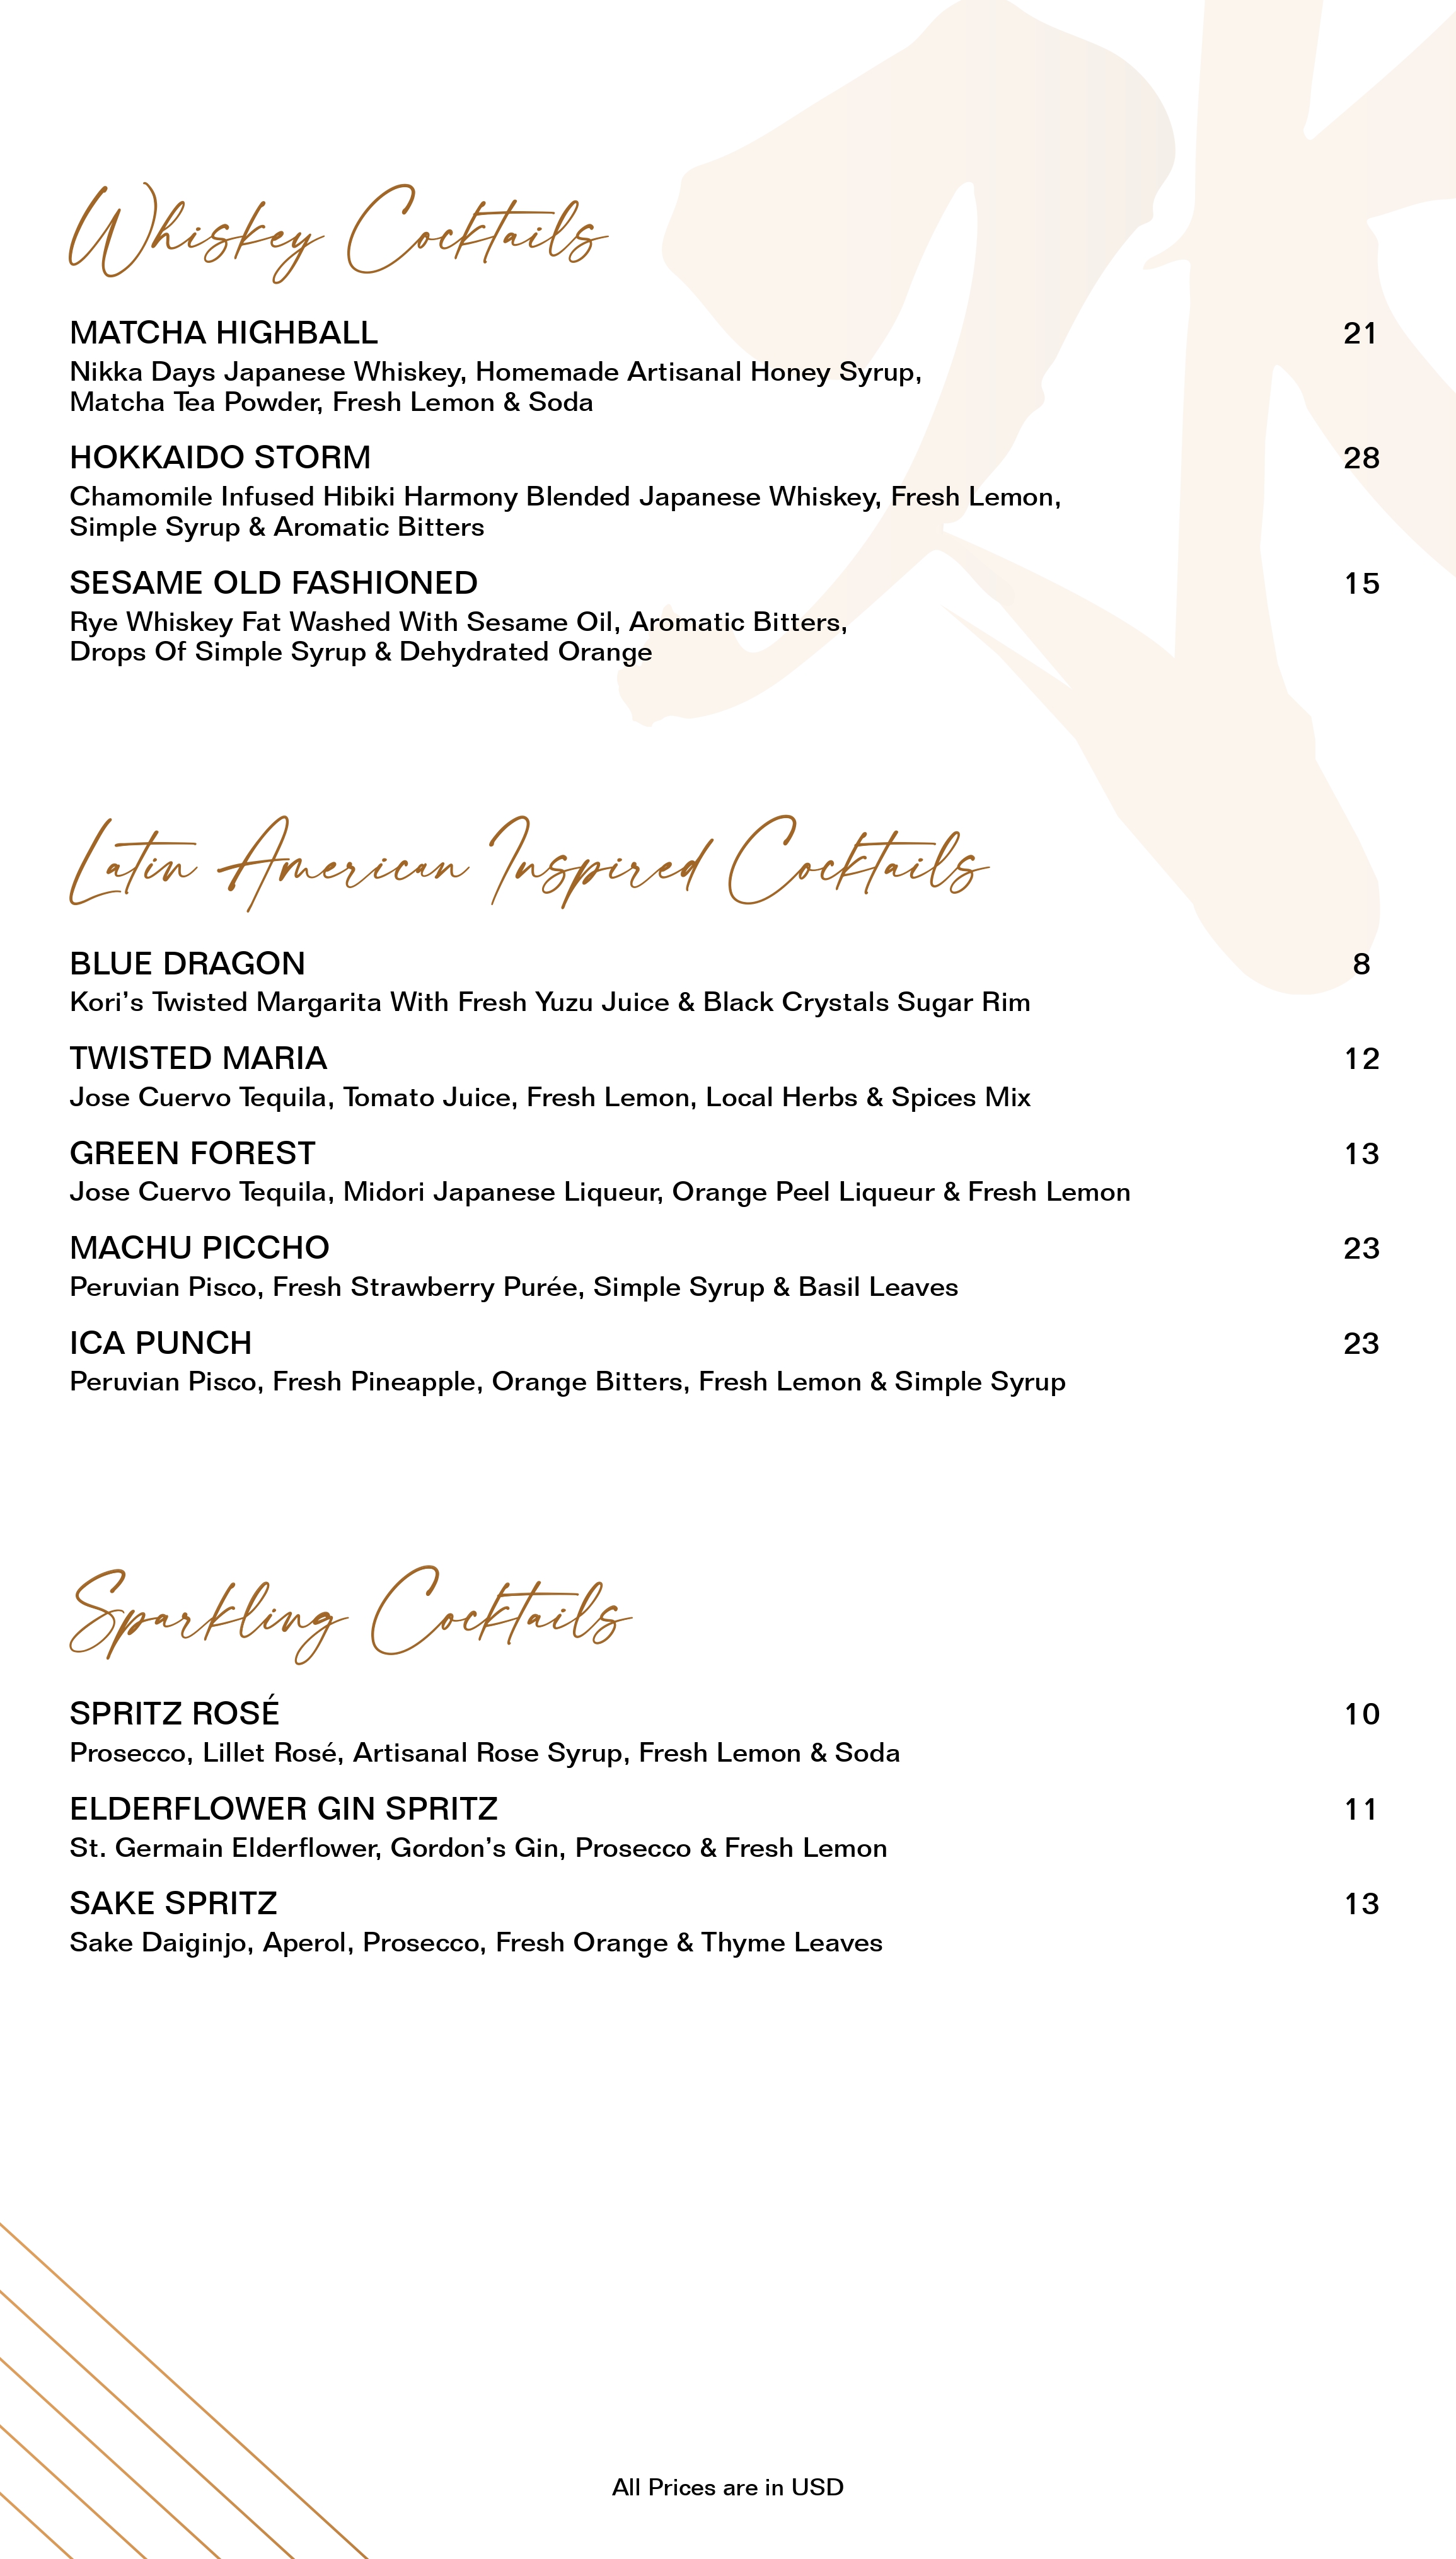 Whiskey Cocktails
MATCHA HIGHBALL 21
Nikka Days Japanese Whiskey, Homemade Artisanal Honey Syrup,
Matcha Tea Powder, Fresh Lemon & Soda
HOKKAIDO STORM 28
Chamomile Infused Hibiki Harmony Blended Japanese Whiskey, Fresh Lemon,
Simple Syrup & Aromatic Bitters
SESAME OLD FASHIONED 15
Rye Whiskey Fat Washed With Sesame Oil, Aromatic Bitters,
Drops Of Simple Syrup & Dehydrated Orange
Latin American Inspired Cocktails
BLUE DRAGON 8
Kori’s Twisted Margarita With Fresh Yuzu Juice & Black Crystals Sugar Rim
TWISTED MARIA 12
Jose Cuervo Tequila, Tomato Juice, Fresh Lemon, Local Herbs & Spices Mix
GREEN FOREST 13
Jose Cuervo Tequila, Midori Japanese Liqueur, Orange Peel Liqueur & Fresh Lemon
MACHU PICCHO 23
Peruvian Pisco, Fresh Strawberry Purée, Simple Syrup & Basil Leaves
ICA PUNCH 23
Peruvian Pisco, Fresh Pineapple, Orange Bitters, Fresh Lemon & Simple Syrup
Sparkling Cocktails
SPRITZ ROSÉ 10
Prosecco, Lillet Rosé, Artisanal Rose Syrup, Fresh Lemon & Soda
ELDERFLOWER GIN SPRITZ 11
St. Germain Elderflower, Gordon’s Gin, Prosecco & Fresh Lemon
SAKE SPRITZ 13
Sake Daiginjo, Aperol, Prosecco, Fresh Orange & Thyme Leaves
All Prices are in USD